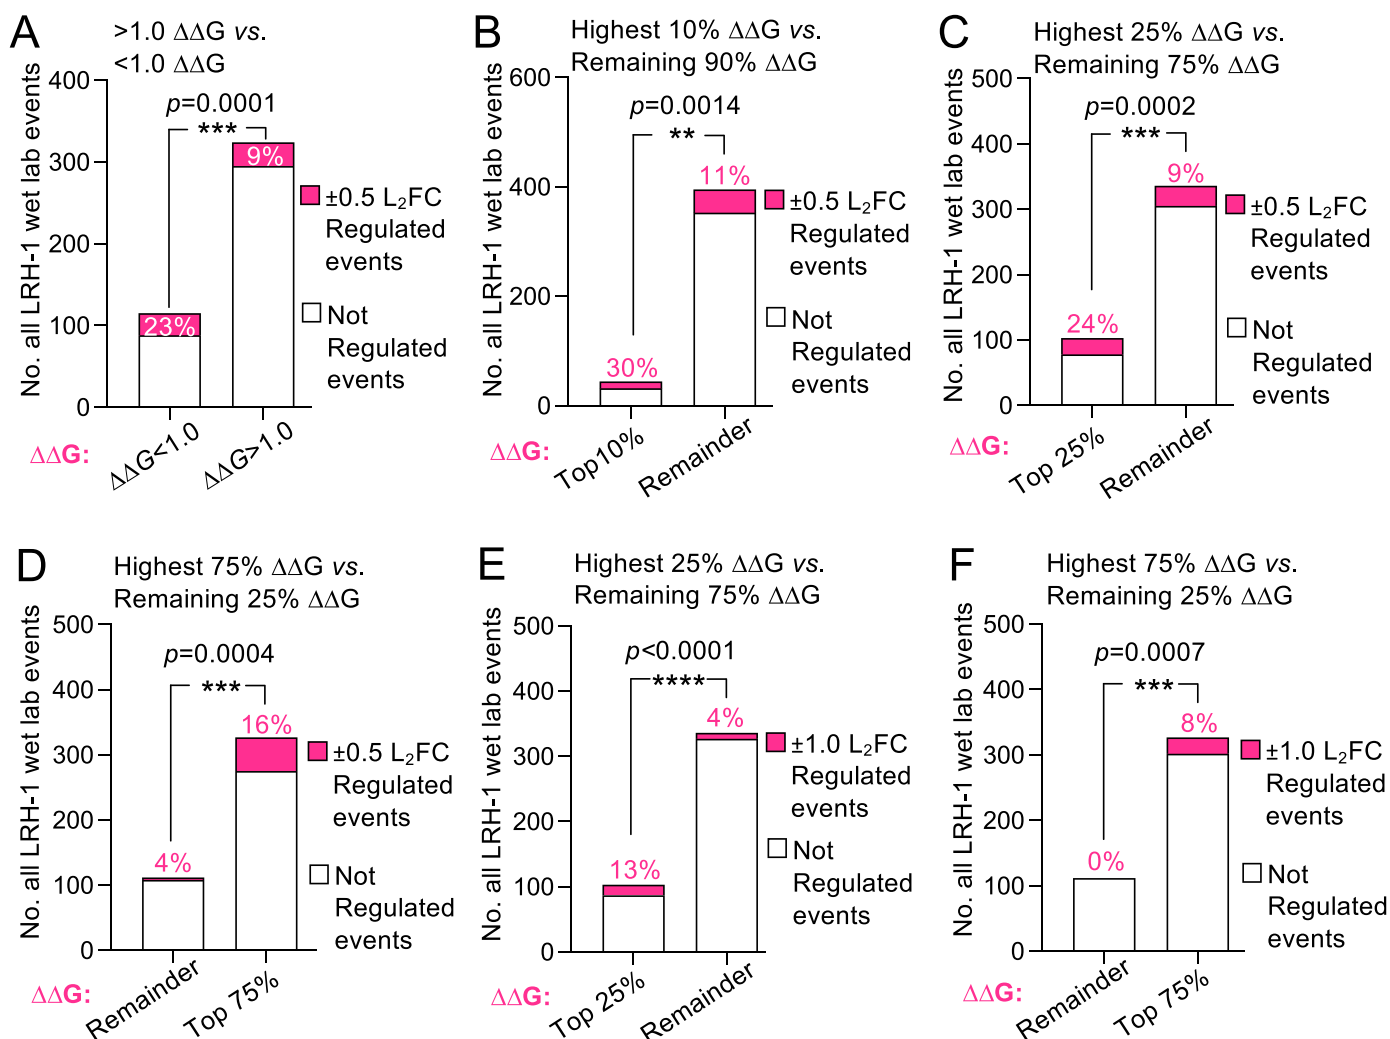 A
>1.0 ΔΔG vs.
<1.0 ΔΔG
No. all LRH-1 wet lab events
400
300
200
100
0
p=0.0001
***
9%
23%
±0.5 L₂FC
Regulated
events
Not
Regulated
events
ΔΔG:
ΔΔG<1.0
ΔΔG>1.0
B
Highest 10% ΔΔG vs.
Remaining 90% ΔΔG
No. all LRH-1 wet lab events
600
400
200
0
p=0.0014
**
11%
30%
±0.5 L₂FC
Regulated
events
Not
Regulated
events
ΔΔG:
Top10%
Remainder
C
Highest 25% ΔΔG vs.
Remaining 75% ΔΔG
No. all LRH-1 wet lab events
500
400
300
200
100
0
p=0.0002
***
9%
24%
±0.5 L₂FC
Regulated
events
Not
Regulated
events
ΔΔG:
Top 25%
Remainder
D
Highest 75% ΔΔG vs.
Remaining 25% ΔΔG
No. all LRH-1 wet lab events
500
400
300
200
100
0
p=0.0004
***
16%
4%
±0.5 L₂FC
Regulated
events
Not
Regulated
events
ΔΔG:
Remainder
Top 75%
E
Highest 25% ΔΔG vs.
Remaining 75% ΔΔG
No. all LRH-1 wet lab events
500
400
300
200
100
0
p<0.0001
****
4%
13%
±1.0 L₂FC
Regulated
events
Not
Regulated
events
ΔΔG:
Top 25%
Remainder
F
Highest 75% ΔΔG vs.
Remaining 25% ΔΔG
No. all LRH-1 wet lab events
500
400
300
200
100
0
p=0.0007
***
8%
0%
±1.0 L₂FC
Regulated
events
Not
Regulated
events
ΔΔG:
Remainder
Top 75%